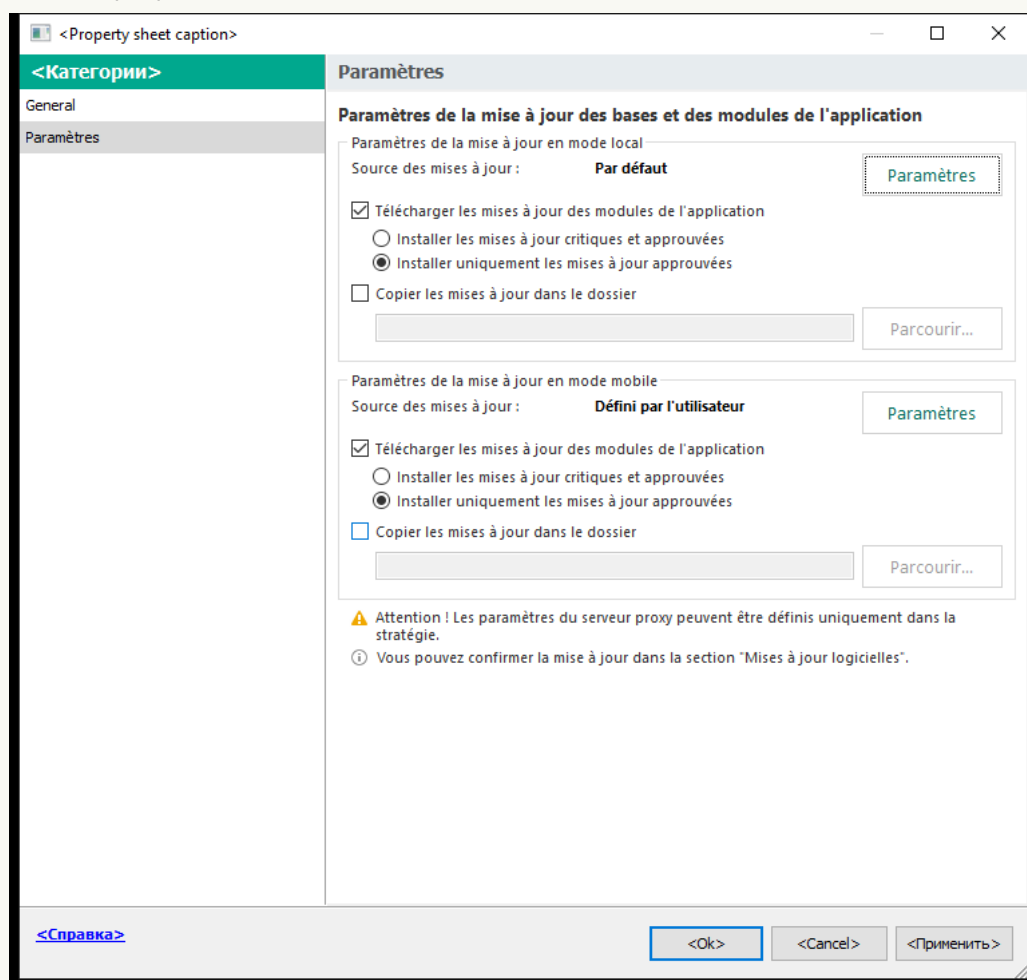 <Property sheet caption>
<Категории>
General
Paramètres
Paramètres
Paramètres de la mise à jour des bases et des modules de l'application
Paramètres de la mise à jour en mode local
Source des mises à jour : Par défaut
Paramètres
Télécharger les mises à jour des modules de l'application
Installer les mises à jour critiques et approuvées
Installer uniquement les mises à jour approuvées
Copier les mises à jour dans le dossier
Parcourir...
Paramètres de la mise à jour en mode mobile
Source des mises à jour : Défini par l'utilisateur
Paramètres
Télécharger les mises à jour des modules de l'application
Installer les mises à jour critiques et approuvées
Installer uniquement les mises à jour approuvées
Copier les mises à jour dans le dossier
Parcourir...
Attention ! Les paramètres du serveur proxy peuvent être définis uniquement dans la
stratégie.
Vous pouvez confirmer la mise à jour dans la section "Mises à jour logicielles".
<Справка>
<Ok> <Cancel> <Применить>